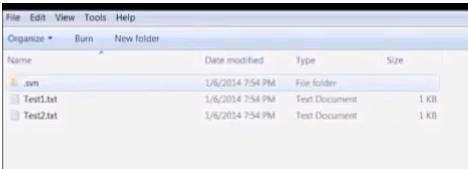 File Edit View Tools Help
Organize Burn New folder
Name Date modified Type Size
.svn 1/6/2014 7:54 PM File folder
Test1.txt 1/6/2014 7:54 PM Text Document 1 KB
Test2.txt 1/6/2014 7:54 PM Text Document 1 KB